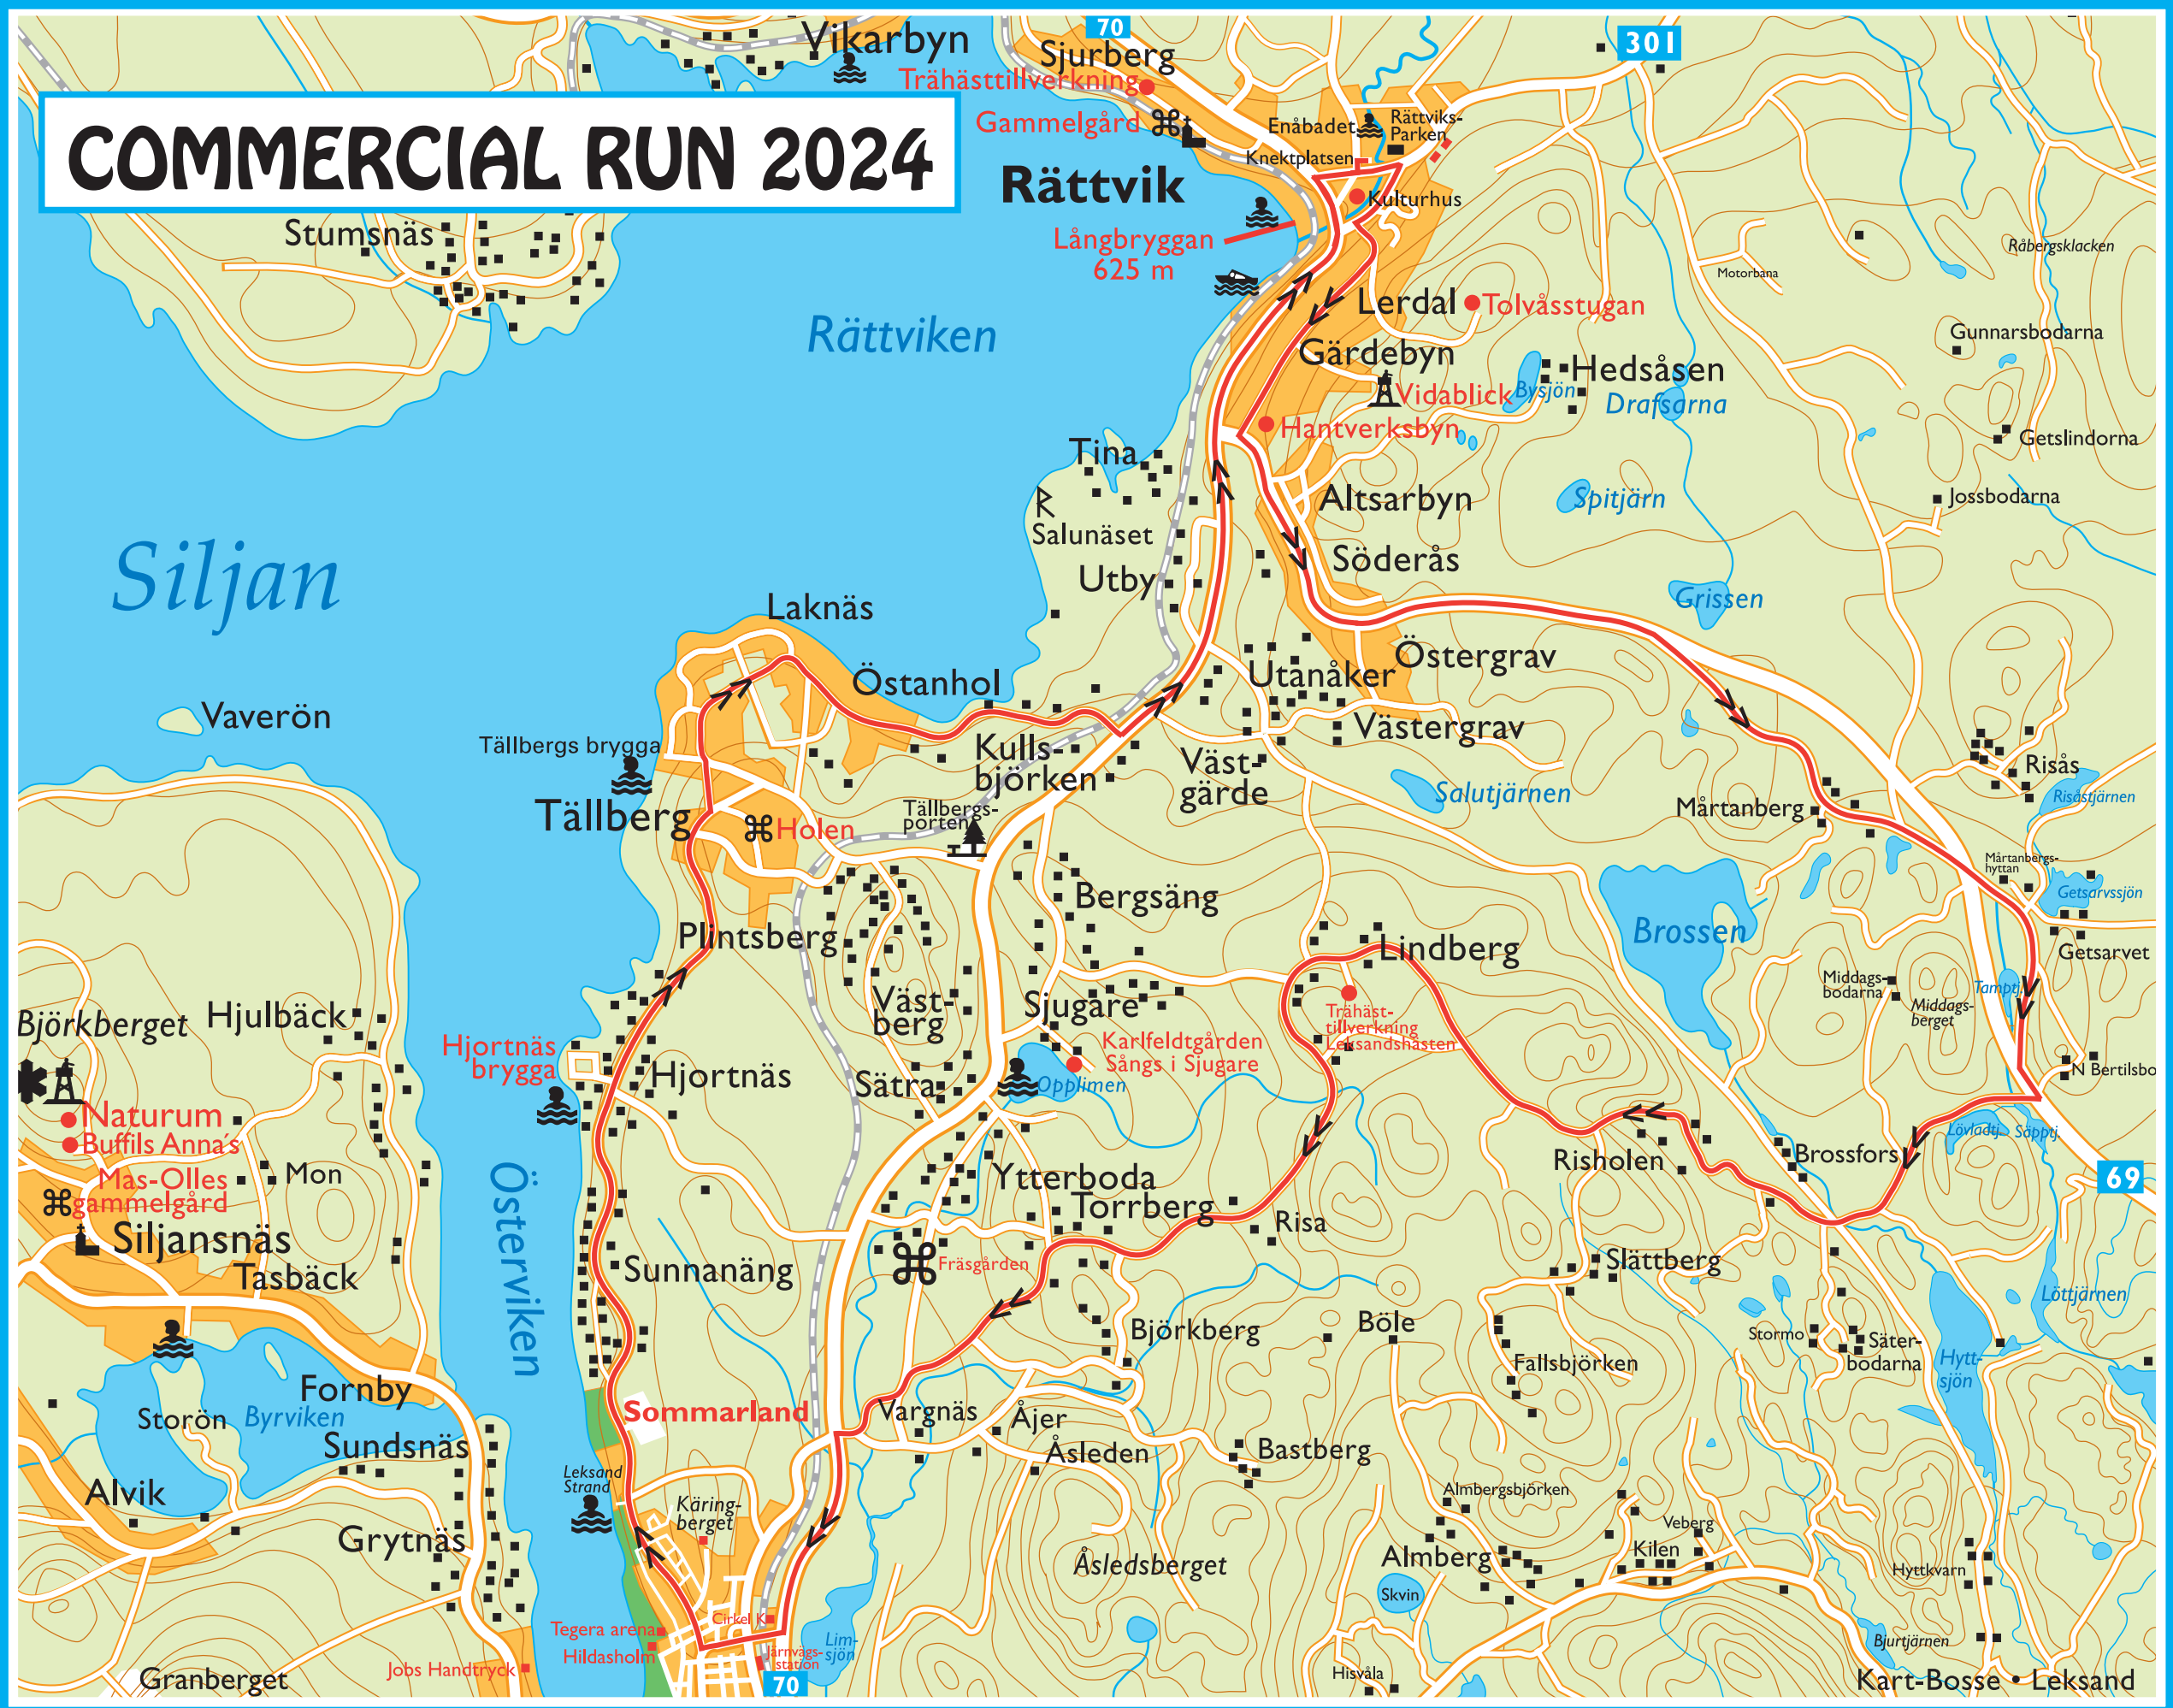 70
Vikarbyn
Sjurberg
301
Trähästtillverkning
COMMERCIAL RUN 2024
Gammelgård
Enåbadet
Rättviks-
Parken
Knektplatsen
Rättvik
Kulturhus
Stumsnäs
Långbryggan
625 m
Råbergsklacken
Motorbana
Lerdal
Tolvåsstugan
Rättviken
Gunnarsbodarna
Gärdebyn
Hedsåsen
Vidablick
Bysjön
Drafsarna
Hantverksbyn
Getslindorna
Tina
Altsarbyn
Spitjärn
Jossbodarna
Salunäset
Siljan
Söderås
Utby
Grissen
Laknäs
Östergrav
Utanåker
Östanhol
Vaverön
Västergrav
Tällbergs brygga
Kulls-
björken
Väst-
gärde
Risås
Salutjärnen
Risåstjärnen
Mårtanberg
Tällberg
Tällbergs-
porten
Holen
Mårtanbergs-
hyttan
Getsarvssjön
Bergsäng
Brossen
Plintsberg
Lindberg
Getsarvet
Middags-
bodarna
Tamptj.
Middags-
berget
Väst-
berg
Sjugare
Trähäst-
tillverkning
Leksandshästen
Björkberget
Hjulbäck
Hjortnäs
brygga
Karlfeldtgården
Sångs i Sjugare
Hjortnäs
Sätra
Opplimen
N Bertilsbo
Naturum
Buffils Anna's
Lövladtj.
Säpptj.
Brossfors
Risholen
Mon
Mas-Olles
gammelgård
Ytterboda
Torrberg
69
Risa
Siljansnäs
Österviken
Fräsgården
Slättberg
Sunnanäng
Tasbäck
Löttjärnen
Björkberg
Böle
Stormo
Säter-
bodarna
Fallsbjörken
Hytt-
sjön
Fornby
Storön
Byrviken
Sommarland
Vargnäs
Åjer
Sundsnäs
Åsleden
Bastberg
Leksand
Strand
Alvik
Käring-
berget
Almbergsbjörken
Veberg
Grytnäs
Kilen
Almberg
Åsledsberget
Hyttkvarn
Skvin
Cirkel K
Tegera arena
Hildasholm
Lim-
sjön
Järnvägs-
station
Bjurtjärnen
Jobs Handtryck
Granberget
70
Hisvåla
Kart-Bosse • Leksand